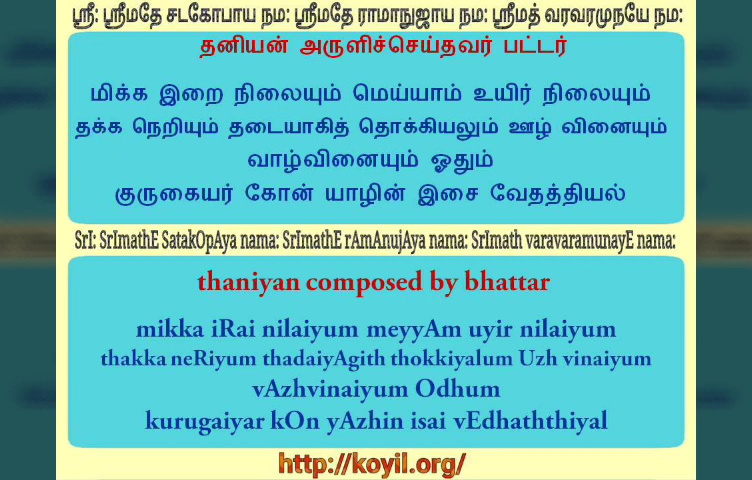 ஸ்ரீ: ஸ்ரீமதே சடகோபாய நம: ஸ்ரீமதே ராமாநுஜாய நம: ஸ்ரீமத் வரவரமுநயே நம:
தனியன் அருளிச்செய்தவர் பட்டர்
மிக்க இறை நிலையும் மெய்யாம் உயிர் நிலையும்
தக்க நெறியும் தடையாகித் தொக்கியலும் ஊழ் வினையும்
வாழ்வினையும் ஓதும்
குருகையர் கோன் யாழின் இசை வேதத்தியல்
SrI: SrImathE SatakOpAya nama: SrImathE rAmAnujAya nama: SrImath varavaramunayE nama:
thaniyan composed by bhattar
mikka iRai nilaiyum meyyAm uyir nilaiyum
thakka neRiyum thadaiyAgith thokkiyalum Uzh vinaiyum
vAzhvinaiyum Odhum
kurugaiyar kOn yAzhin isai vEdhaththiyal
http://koyil.org/